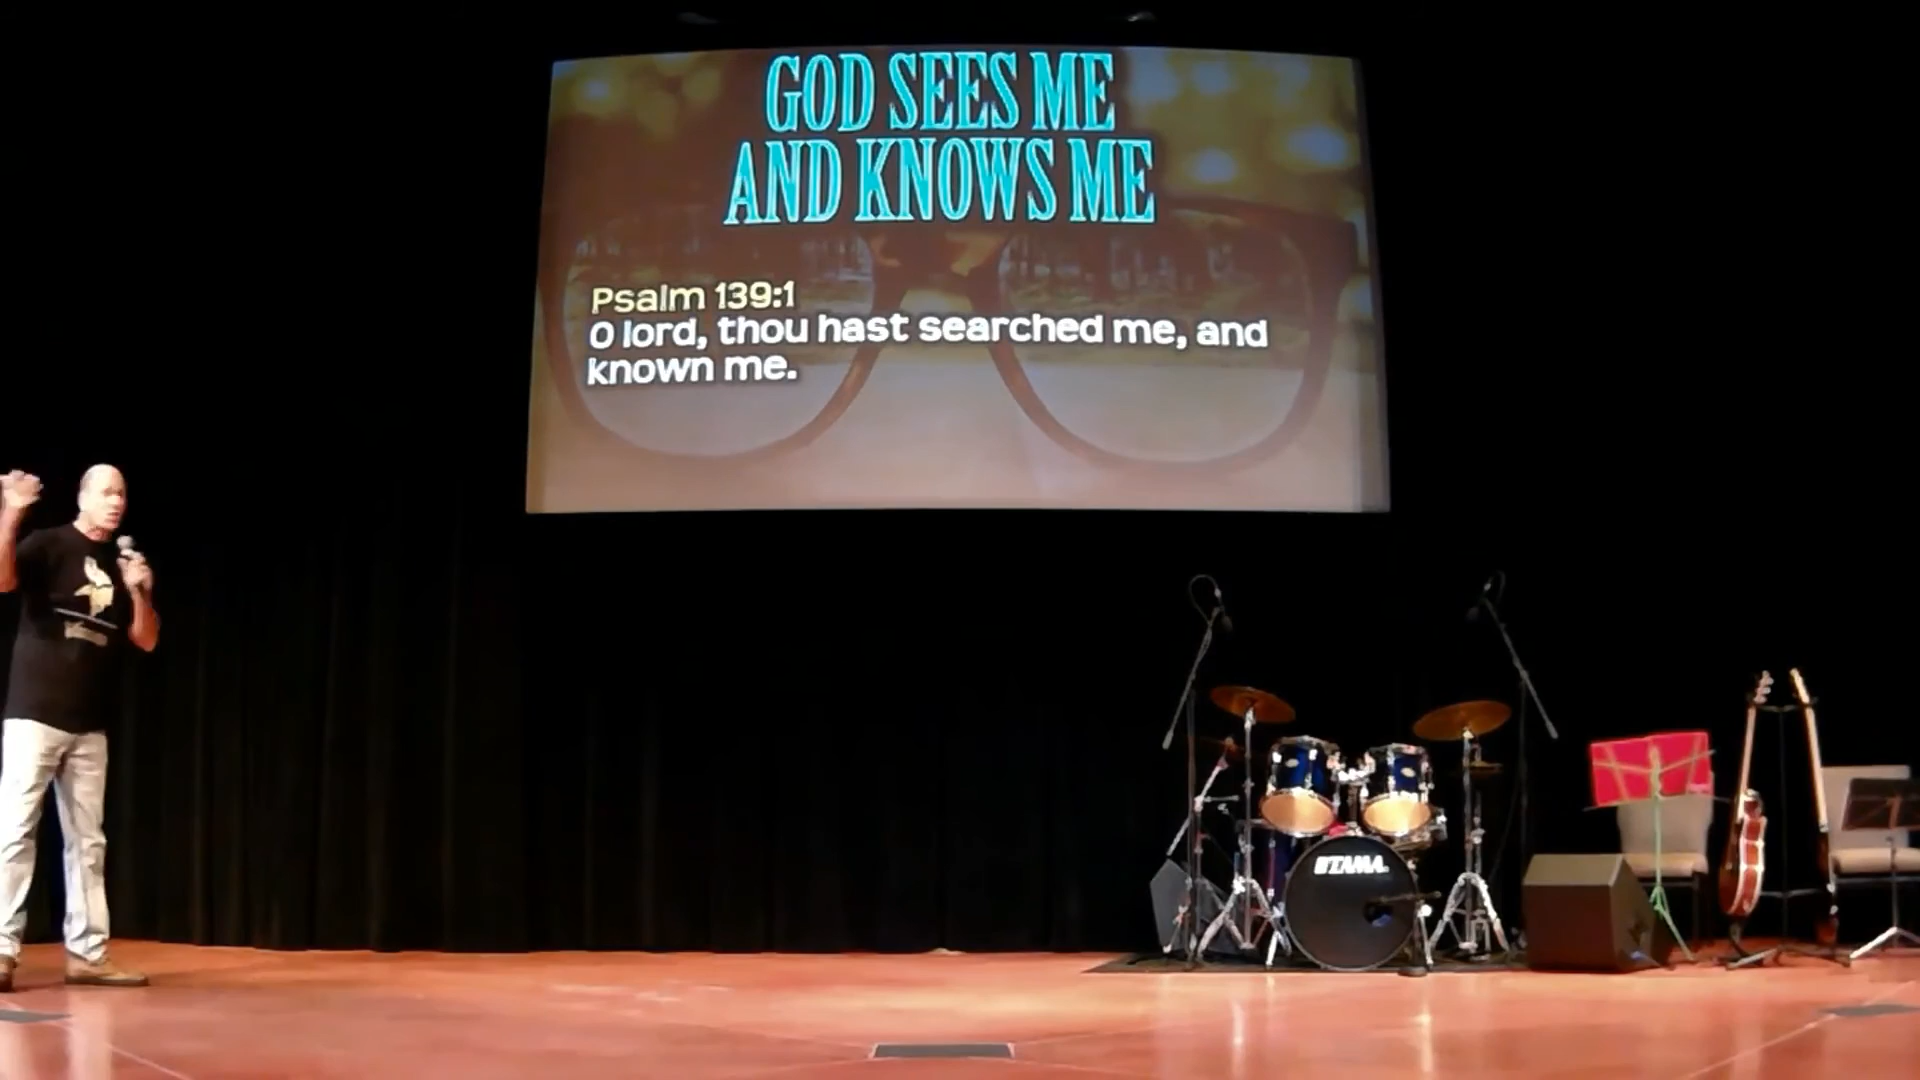 GOD SEES ME
AND KNOWS ME
Psalm 139:1
O lord, thou hast searched me, and
known me.
TAMA